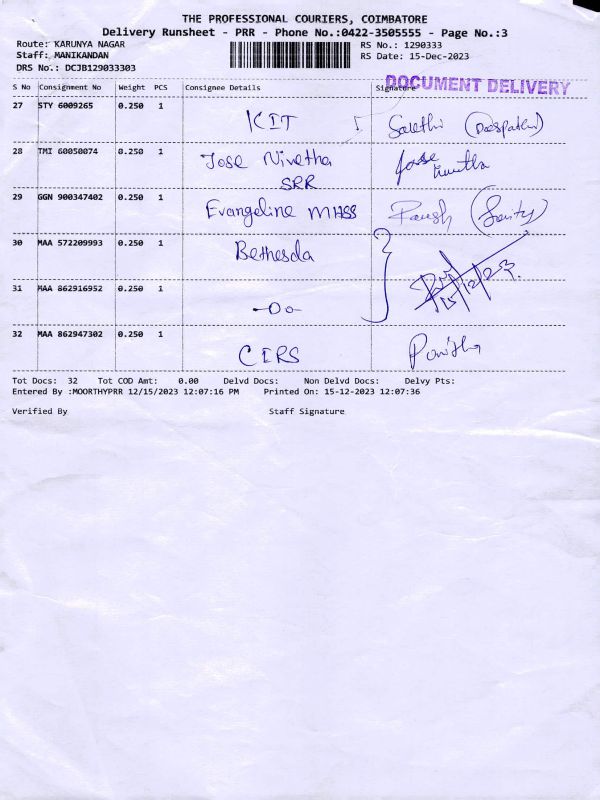 THE PROFESSIONAL COURIERS, COIMBATORE
Delivery Runsheet - PRR - Phone No.:0422-3505555 - Page No.:3
Route: KARUNYA NAGAR RS No.: 1290333
Staff: MANIKANDAN RS Date: 15-Dec-2023
DRS No.: DCJB129033303
DOCUMENT DELIVERY
S No Consignment No Weight PCS Consignee Details Signature
27 STY 6009265 0.250 1 KIT
28 TMI 60050074 0.250 1 Jose Nivetha Jose
SRR
29 GGN 900347402 0.250 1 Evangeline MHSS
30 MAA 572209993 0.250 1 Bethesda
31 MAA 862916952 0.250 1 -Do- 15/12/23
32 MAA 862947302 0.250 1 CIRS
Tot Docs: 32 Tot COD Amt: 0.00 Delvd Docs: Non Delvd Docs: Delvy Pts:
Entered By :MOORTHYPRR 12/15/2023 12:07:16 PM Printed On: 15-12-2023 12:07:36
Verified By Staff Signature